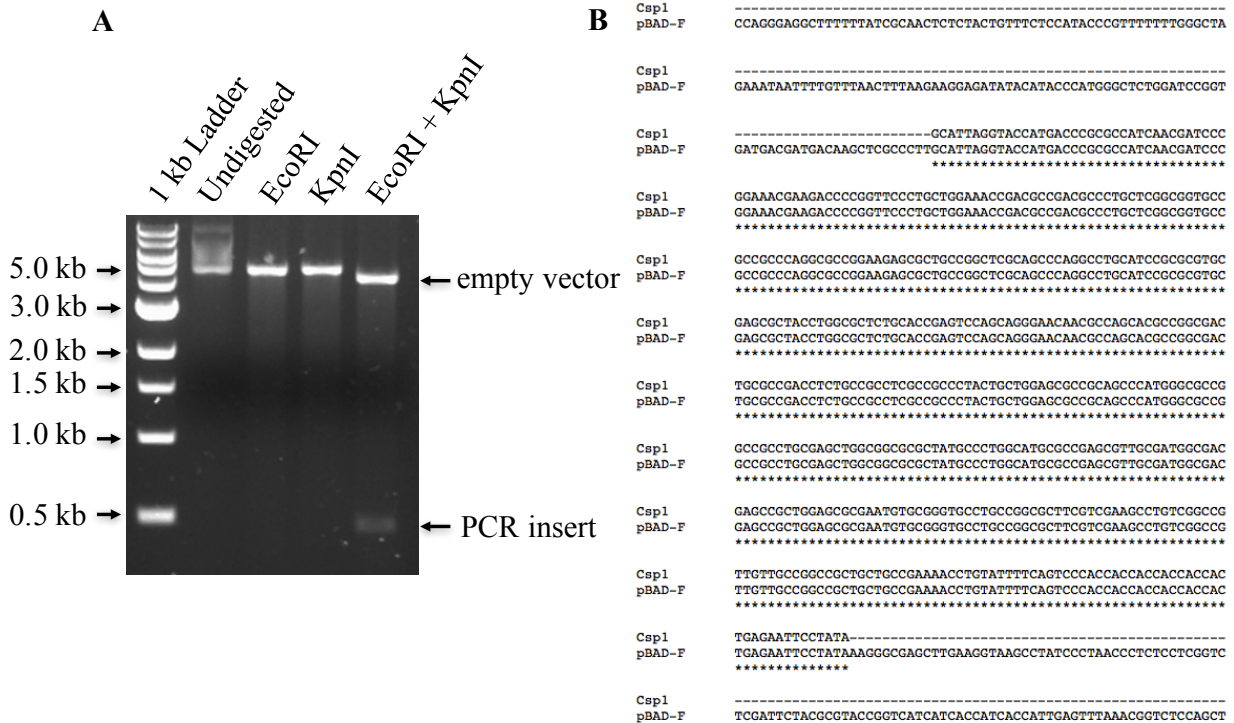 A
1 kb Ladder
Undigested
EcoRI
KpnI
EcoRI + KpnI
5.0 kb
3.0 kb
2.0 kb
1.5 kb
1.0 kb
0.5 kb
empty vector
PCR insert
B
Csp1 ------------------------------------------------------------
pBAD-F CCAGGGAGGCTTTTTTATCGCAACTCTCTACTGTTTCTCCATACCCGTTTTTTTGGGCTA
Csp1 ------------------------------------------------------------
pBAD-F GAAATAATTTTGTTTAACTTTAAGAAGGAGATATACATACCCATGGGCTCTGGATCCGGT
Csp1 ------------------------GCATTAGGTACCATGACCCGCGCCATCAACGATCCC
pBAD-F GATGACGATGACAAGCTCGCCCTTGCATTAGGTACCATGACCCGCGCCATCAACGATCCC
************************************
Csp1 GGAAACGAAGACCCCGGTTCCCTGCTGGAAACCGACGCCGACGCCCTGCTCGGCGGTGCC
pBAD-F GGAAACGAAGACCCCGGTTCCCTGCTGGAAACCGACGCCGACGCCCTGCTCGGCGGTGCC
************************************************************
Csp1 GCCGCCCAGGCGCCGGAAGAGCGCTGCCGGCTCGCAGCCCAGGCCTGCATCCGCGCGTGC
pBAD-F GCCGCCCAGGCGCCGGAAGAGCGCTGCCGGCTCGCAGCCCAGGCCTGCATCCGCGCGTGC
************************************************************
Csp1 GAGCGCTACCTGGCGCTCTGCACCGAGTCCAGCAGGGAACAACGCCAGCACGCCGGCGAC
pBAD-F GAGCGCTACCTGGCGCTCTGCACCGAGTCCAGCAGGGAACAACGCCAGCACGCCGGCGAC
************************************************************
Csp1 TGCGCCGACCTCTGCCGCCTCGCCGCCCTACTGCTGGAGCGCCGCAGCCCATGGGCGCCG
pBAD-F TGCGCCGACCTCTGCCGCCTCGCCGCCCTACTGCTGGAGCGCCGCAGCCCATGGGCGCCG
************************************************************
Csp1 GCCGCCTGCGAGCTGGCGGCGCGCTATGCCCTGGCATGCGCCGAGCGTTGCGATGGCGAC
pBAD-F GCCGCCTGCGAGCTGGCGGCGCGCTATGCCCTGGCATGCGCCGAGCGTTGCGATGGCGAC
************************************************************
Csp1 GAGCCGCTGGAGCGCGAATGTGCGGGTGCCTGCCGGCGCTTCGTCGAAGCCTGTCGGCCG
pBAD-F GAGCCGCTGGAGCGCGAATGTGCGGGTGCCTGCCGGCGCTTCGTCGAAGCCTGTCGGCCG
************************************************************
Csp1 TTGTTGCCGGCCGCTGCTGCCGAAAACCTGTATTTTCAGTCCCACCACCACCACCACCAC
pBAD-F TTGTTGCCGGCCGCTGCTGCCGAAAACCTGTATTTTCAGTCCCACCACCACCACCACCAC
************************************************************
Csp1 TGAGAATTCCTATA----------------------------------------------
pBAD-F TGAGAATTCCTATAAAGGGCGAGCTTGAAGGTAAGCCTATCCCTAACCCTCTCCTCGGTC
**************
Csp1 ------------------------------------------------------------
pBAD-F TCGATTCTACGCGTACCGGTCATCATCACCATCACCATTGAGTTTAAACGGTCTCCAGCT